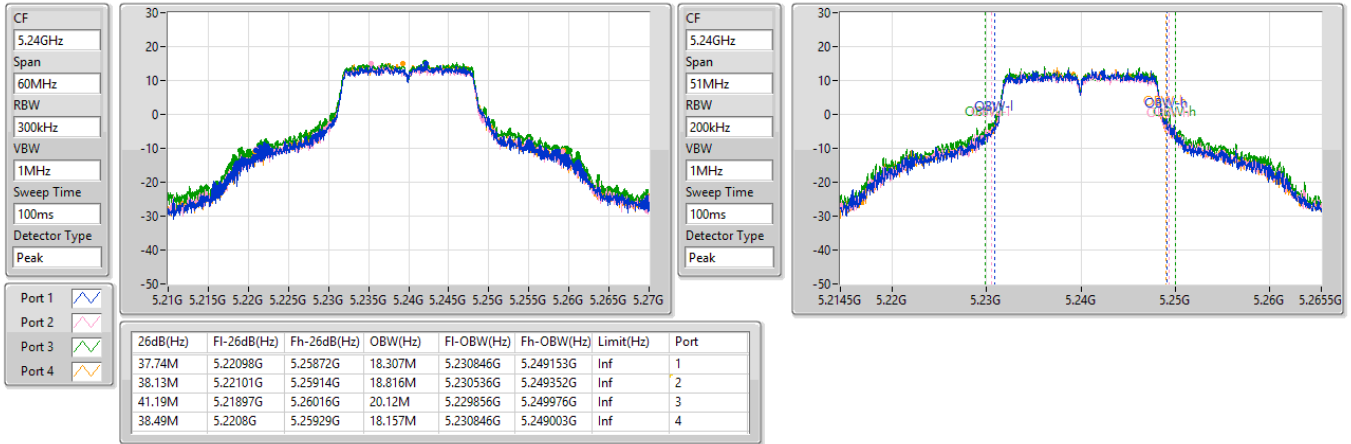 CF
5.24GHz
Span
60MHz
RBW
300kHz
VBW
1MHz
Sweep Time
100ms
Detector Type
Peak
30
20
10
0
-10
-20
-30
-40
-50
5.21G 5.215G 5.22G 5.225G 5.23G 5.235G 5.24G 5.245G 5.25G 5.255G 5.26G 5.265G 5.27G
CF
5.24GHz
Span
51MHz
RBW
200kHz
VBW
1MHz
Sweep Time
100ms
Detector Type
Peak
30
20
10
0
-10
-20
-30
-40
-50
OBW-l
OBW-h
OBW-h
5.2145G 5.22G 5.23G 5.24G 5.25G 5.26G 5.2655G
Port 1
Port 2
Port 3
Port 4
26dB(Hz) Fl-26dB(Hz) Fh-26dB(Hz) OBW(Hz) Fl-OBW(Hz) Fh-OBW(Hz) Limit(Hz) Port
37.74M 5.22098G 5.25872G 18.307M 5.230846G 5.249153G Inf 1
38.13M 5.22101G 5.25914G 18.816M 5.230536G 5.249352G Inf 2
41.19M 5.21897G 5.26016G 20.12M 5.229856G 5.249976G Inf 3
38.49M 5.2208G 5.25929G 18.157M 5.230846G 5.249003G Inf 4